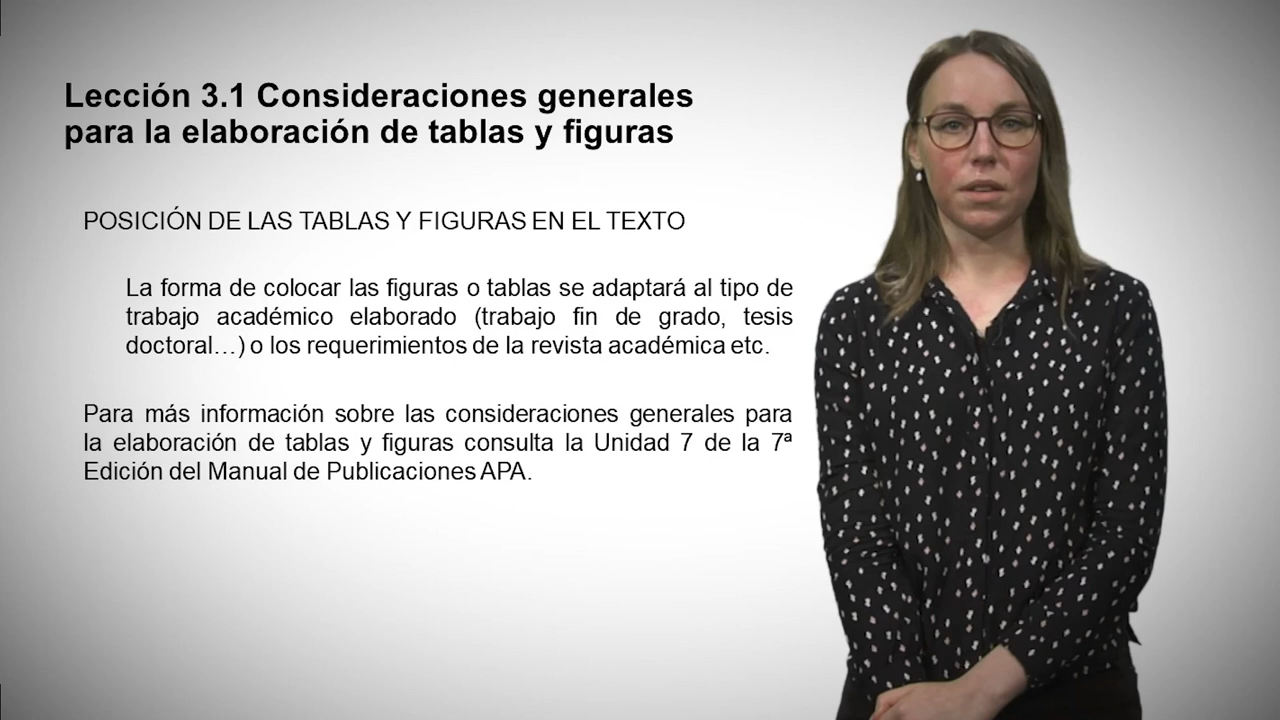 Lección 3.1 Consideraciones generales
para la elaboración de tablas y figuras
POSICIÓN DE LAS TABLAS Y FIGURAS EN EL TEXTO
La forma de colocar las figuras o tablas se adaptará al tipo de
trabajo académico elaborado (trabajo fin de grado, tesis
doctoral…) o los requerimientos de la revista académica etc.
Para más información sobre las consideraciones generales para
la elaboración de tablas y figuras consulta la Unidad 7 de la 7ª
Edición del Manual de Publicaciones APA.